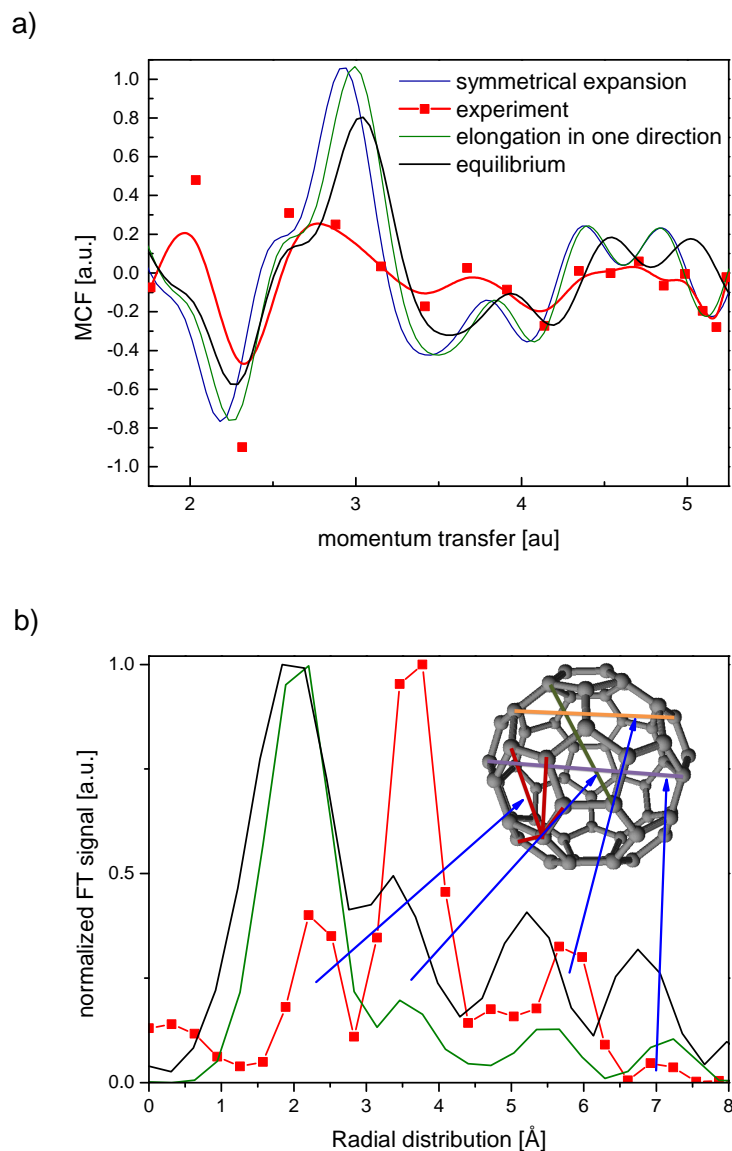 a)
1.0
0.8
0.6
0.4
0.2
0.0
-0.2
-0.4
-0.6
-0.8
-1.0
MCF [a.u.]
symmetrical expansion
experiment
elongation in one direction
equilibrium
2
3
4
5
momentum transfer [au]
b)
1.0
0.5
0.0
normalized FT signal [a.u.]
0
1
2
3
4
5
6
7
8
Radial distribution [Å]